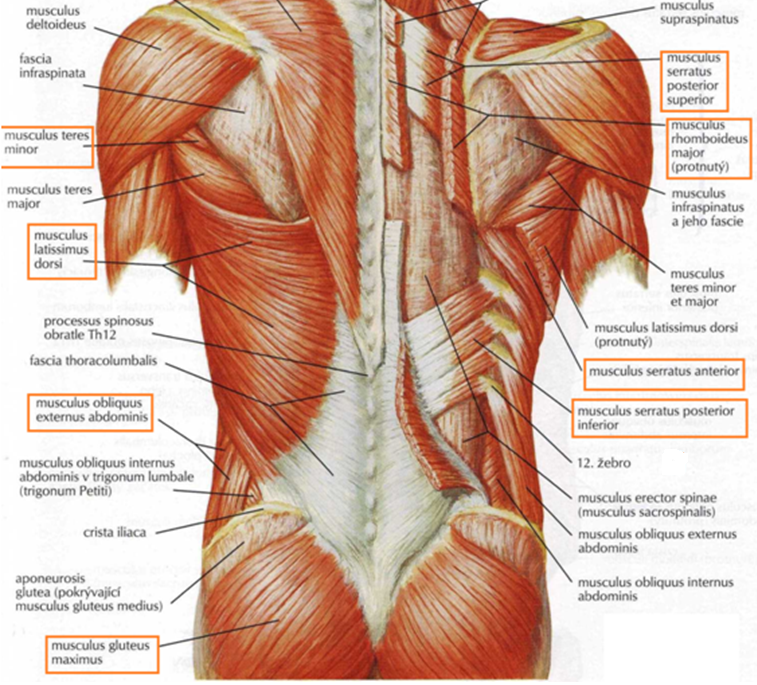 musculus
deltoideus
fascia
infraspinata
musculus teres
minor
musculus teres
major
musculus
latissimus
dorsi
processus spinosus
obratle Th12
fascia thoracolumbalis
musculus obliquus
externus abdominis
musculus obliquus internus
abdominis v trigonum lumbale
(trigonum Petiti)
crista iliaca
aponeurosis
glutea (pokrývající
musculus gluteus medius)
musculus gluteus
maximus
musculus
supraspinatus
musculus
serratus
posterior
superior
musculus
rhomboideus
major
(protnutý)
musculus
infraspinatus
a jeho fascie
musculus
teres minor
et major
musculus latissimus dorsi
(protnutý)
musculus serratus anterior
musculus serratus posterior
inferior
12. žebro
musculus erector spinae
(musculus sacrospinalis)
musculus obliquus externus
abdominis
musculus obliquus internus
abdominis